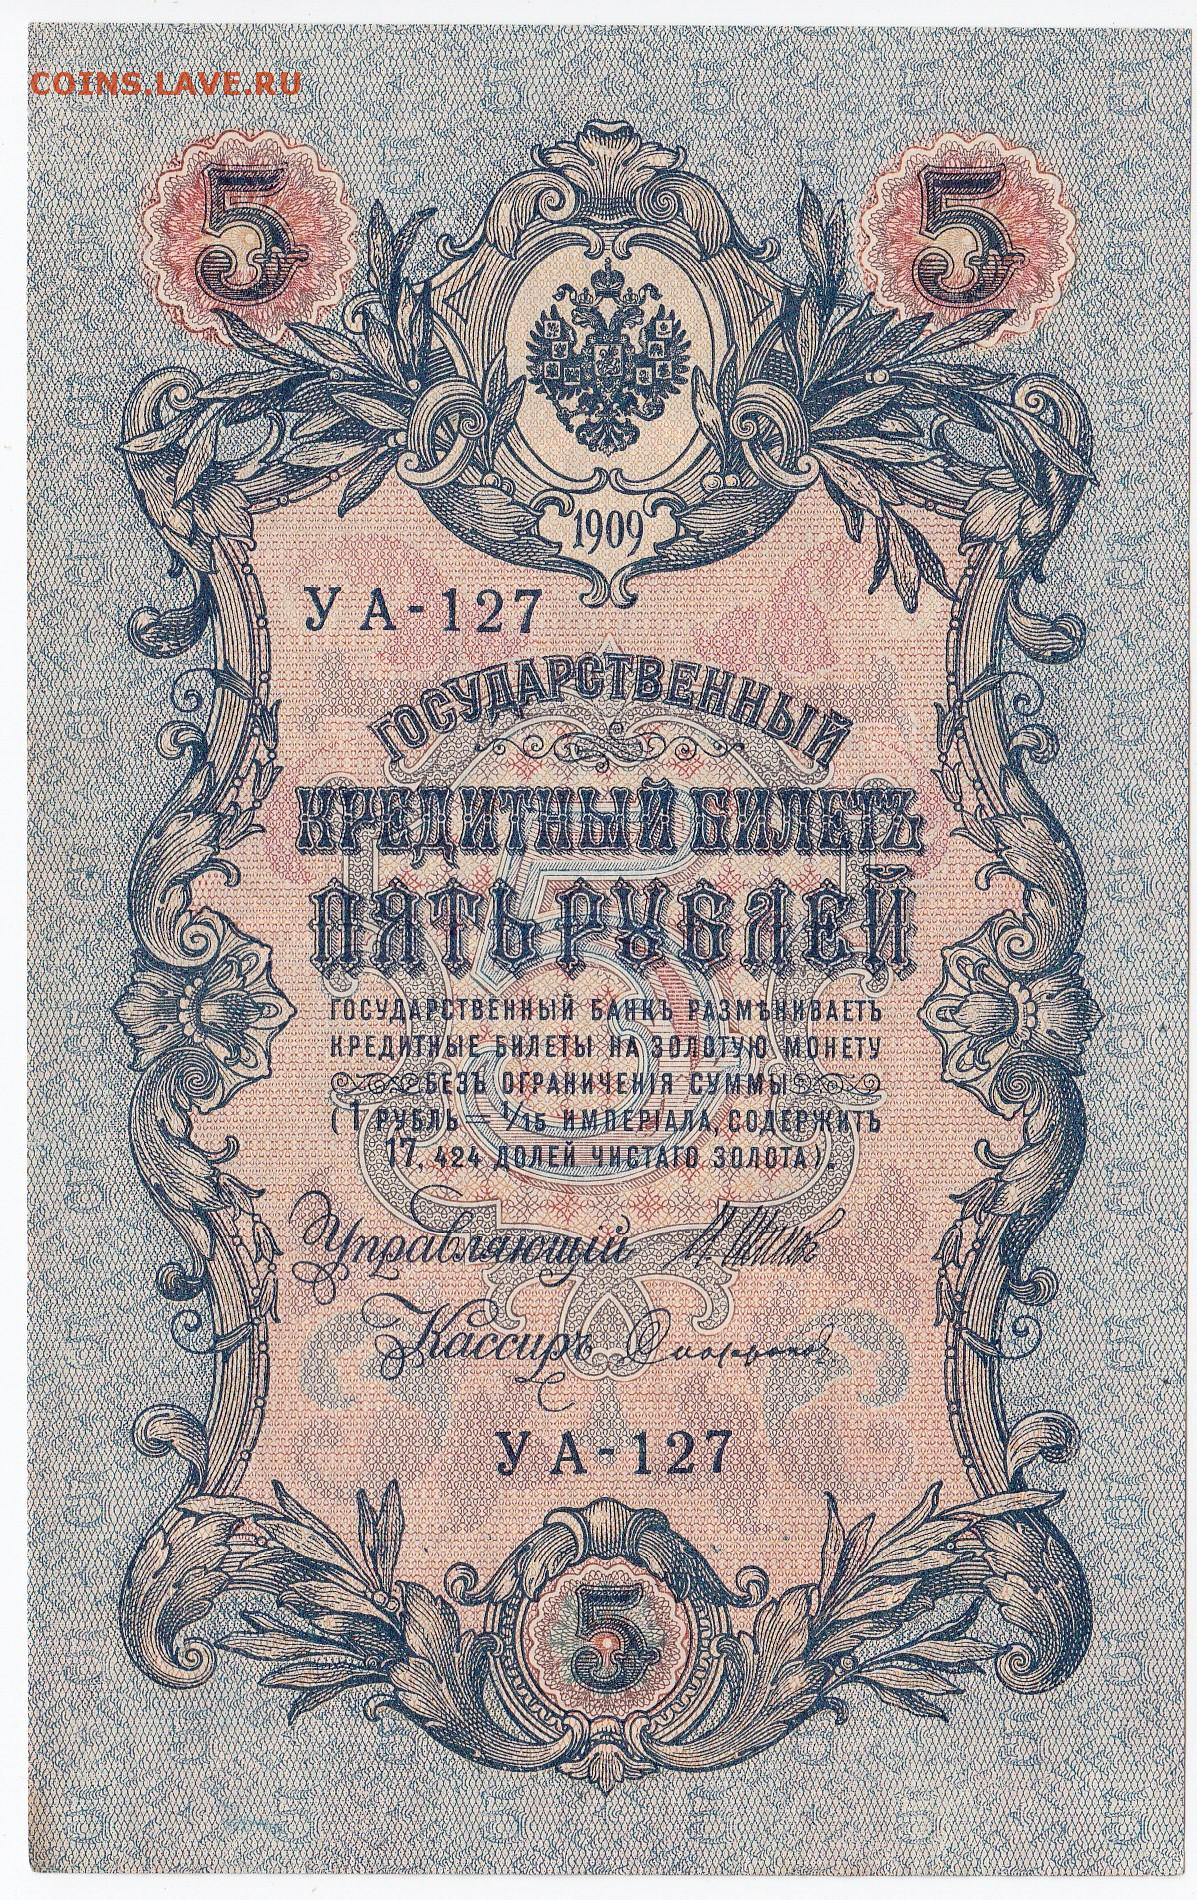 COINS.LAVE.RU
5 5
1909
УА-127
ГОСУДАРСТВЕННЫЙ
КРЕДИТНЫЙ БИЛЕТЪ
ПЯТЬ РУБЛЕЙ
ГОСУДАРСТВЕННЫЙ БАНКЪ РАЗМѢНИВАЕТЪ
КРЕДИТНЫЕ БИЛЕТЫ НА ЗОЛОТУЮ МОНЕТУ
БЕЗЪ ОГРАНИЧЕНІЯ СУММЫ
(1 РУБЛЬ — 1/15 ИМПЕРІАЛА, СОДЕРЖИТЪ
17, 424 ДОЛЕЙ ЧИСТАГО ЗОЛОТА).
Управляющій
Кассиръ
УА-127
5